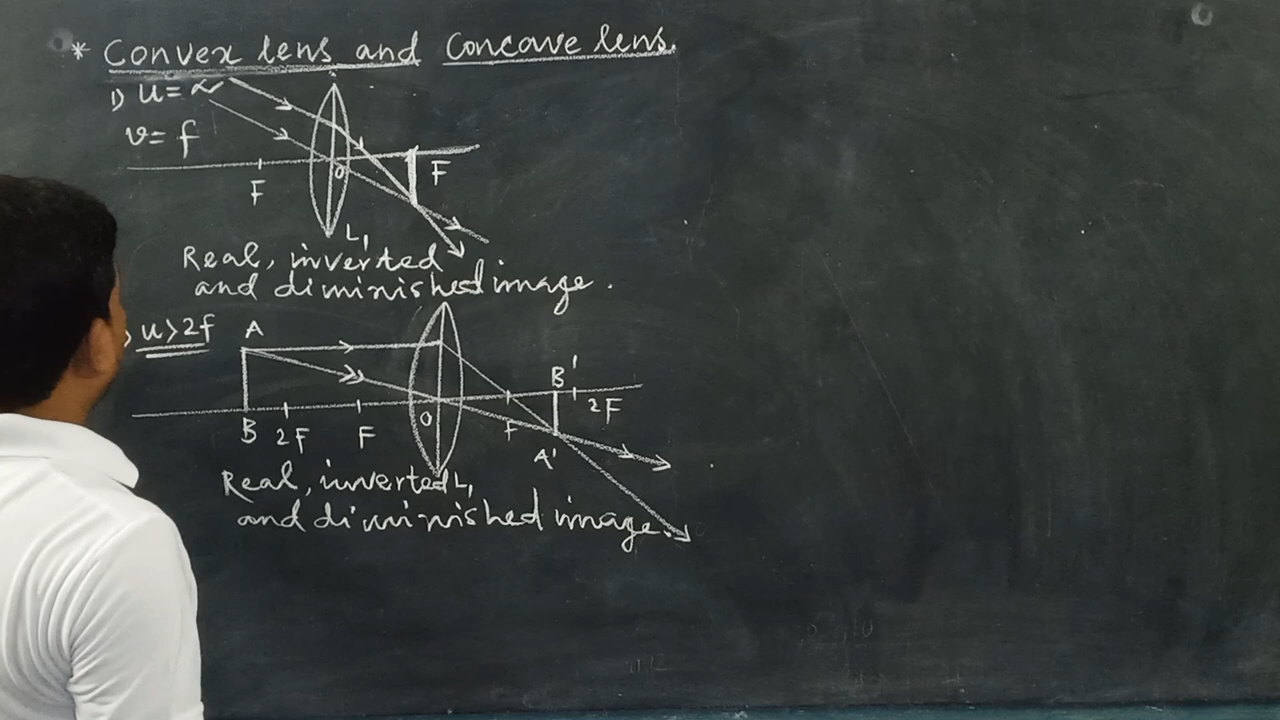 * Convex lens and Concave lens.
1) u = ∝
v = f
F
O
F
L₁
Real, inverted
and diminished image.
) u > 2f
A
B'
2F
B
2F
F
O
F
A'
Real, inverted
L₁
and diminished image.